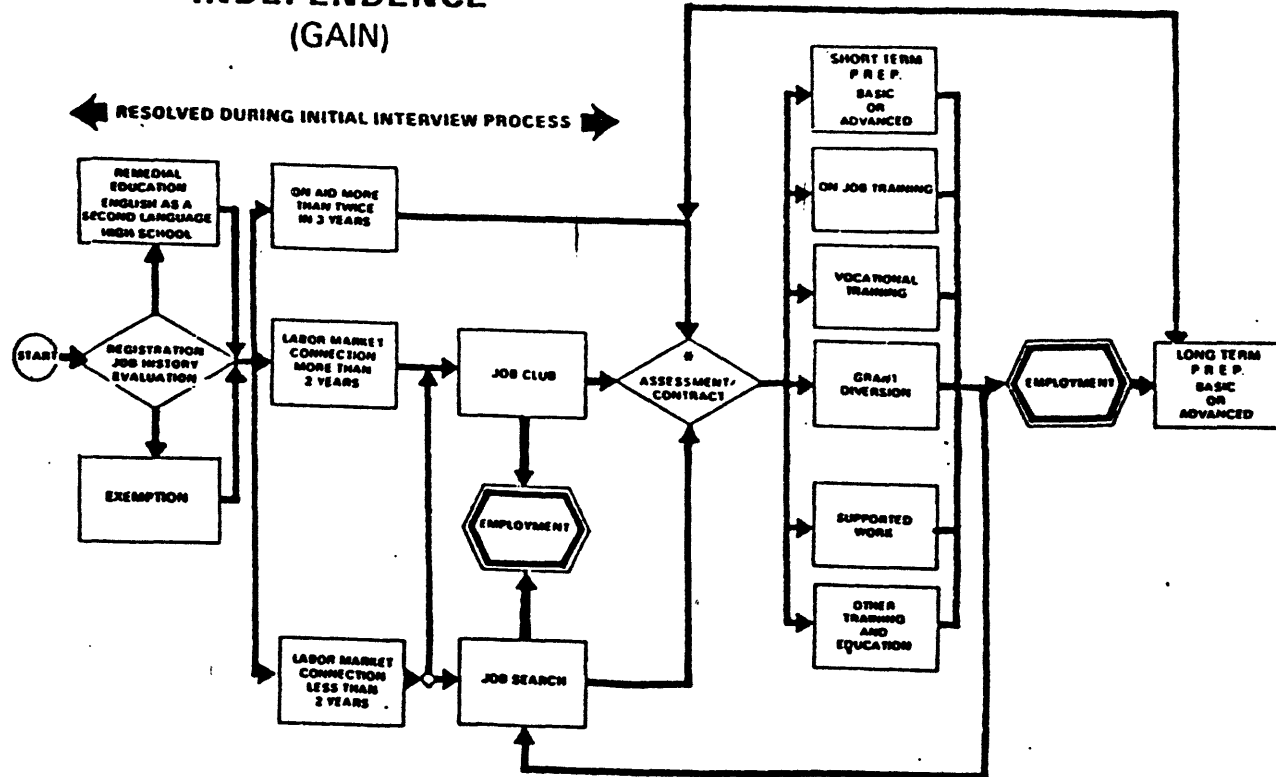 INDEPENDENCE
(GAIN)
RESOLVED DURING INITIAL INTERVIEW PROCESS
REMEDIAL
EDUCATION
ENGLISH AS A
SECOND LANGUAGE
HIGH SCHOOL
START
REGISTRATION
JOB HISTORY
EVALUATION
EXEMPTION
ON AID MORE
THAN TWICE
IN 3 YEARS
LABOR MARKET
CONNECTION
MORE THAN
2 YEARS
LABOR MARKET
CONNECTION
LESS THAN
2 YEARS
JOB CLUB
EMPLOYMENT
JOB SEARCH
*
ASSESSMENT/
CONTRACT
SHORT TERM
P R E P.
BASIC
OR
ADVANCED
ON JOB TRAINING
VOCATIONAL
TRAINING
GRANT
DIVERSION
SUPPORTED
WORK
OTHER
TRAINING
AND
EDUCATION
EMPLOYMENT
LONG TERM
P R E P.
BASIC
OR
ADVANCED